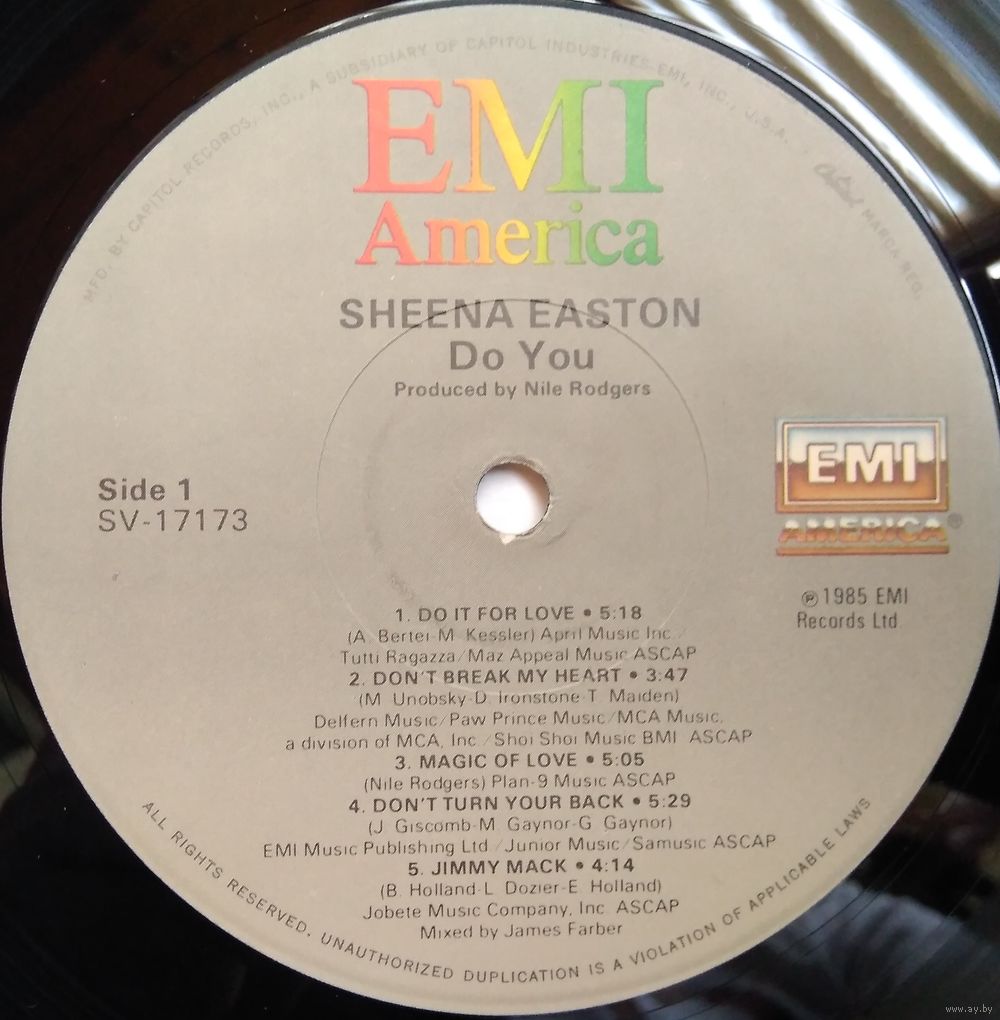 MFD. BY CAPITOL RECORDS, INC., A SUBSIDIARY OF CAPITOL INDUSTRIES-EMI, INC., U.S.A. . Capitol MARCA REG.
EMI
America
SHEENA EASTON
Do You
Produced by Nile Rodgers
Side 1
SV-17173
EMI
AMERICA®
℗1985 EMI
Records Ltd
1. DO IT FOR LOVE • 5:18
(A. Bertei-M. Kessler) April Music Inc./
Tutti Ragazza/Maz Appeal Music ASCAP
2. DON'T BREAK MY HEART • 3:47
(M. Unobsky-D. Ironstone-T. Maiden)
Delfern Music/Paw Prince Music/MCA Music,
a division of MCA, Inc./Shoi Shoi Music BMI ASCAP
3. MAGIC OF LOVE • 5:05
(Nile Rodgers) Plan-9 Music ASCAP
4. DON'T TURN YOUR BACK • 5:29
(J. Giscomb-M. Gaynor-G. Gaynor)
EMI Music Publishing Ltd./Junior Music/Samusic ASCAP
5. JIMMY MACK • 4:14
(B. Holland-L. Dozier-E. Holland)
Jobete Music Company, Inc. ASCAP
Mixed by James Farber
ALL RIGHTS RESERVED. UNAUTHORIZED DUPLICATION IS A VIOLATION OF APPLICABLE LAWS
www.ay.by